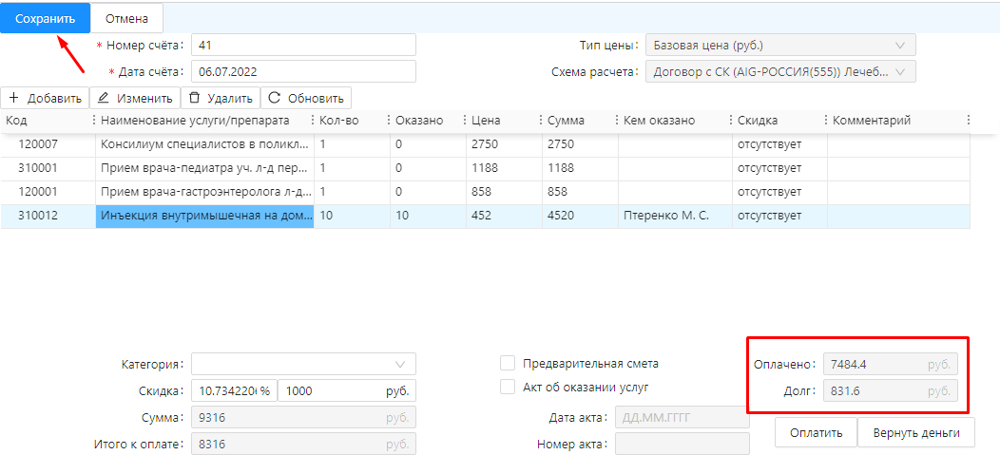 Сохранить Отмена
* Номер счёта: 41 Тип цены: Базовая цена (руб.)
* Дата счёта: 06.07.2022 Схема расчета: Договор с СК (AIG-РОССИЯ(555)) Лечеб...
Добавить Изменить Удалить Обновить
Код Наименование услуги/препарата Кол-во Оказано Цена Сумма Кем оказано Скидка Комментарий
120007 Консилиум специалистов в поликл... 1 0 2750 2750 отсутствует
310001 Прием врача-педиатра уч. л-д пер... 1 0 1188 1188 отсутствует
120001 Прием врача-гастроэнтеролога л-д... 1 0 858 858 отсутствует
310012 Инъекция внутримышечная на дом... 10 10 452 4520 Птеренко М. С. отсутствует
Категория: Предварительная смета Оплачено: 7484.4 руб.
Скидка: 10.734220( % 1000 руб. Акт об оказании услуг Долг: 831.6 руб.
Сумма: 9316 руб. Дата акта: ДД.ММ.ГГГГ Оплатить Вернуть деньги
Итого к оплате: 8316 руб. Номер акта: